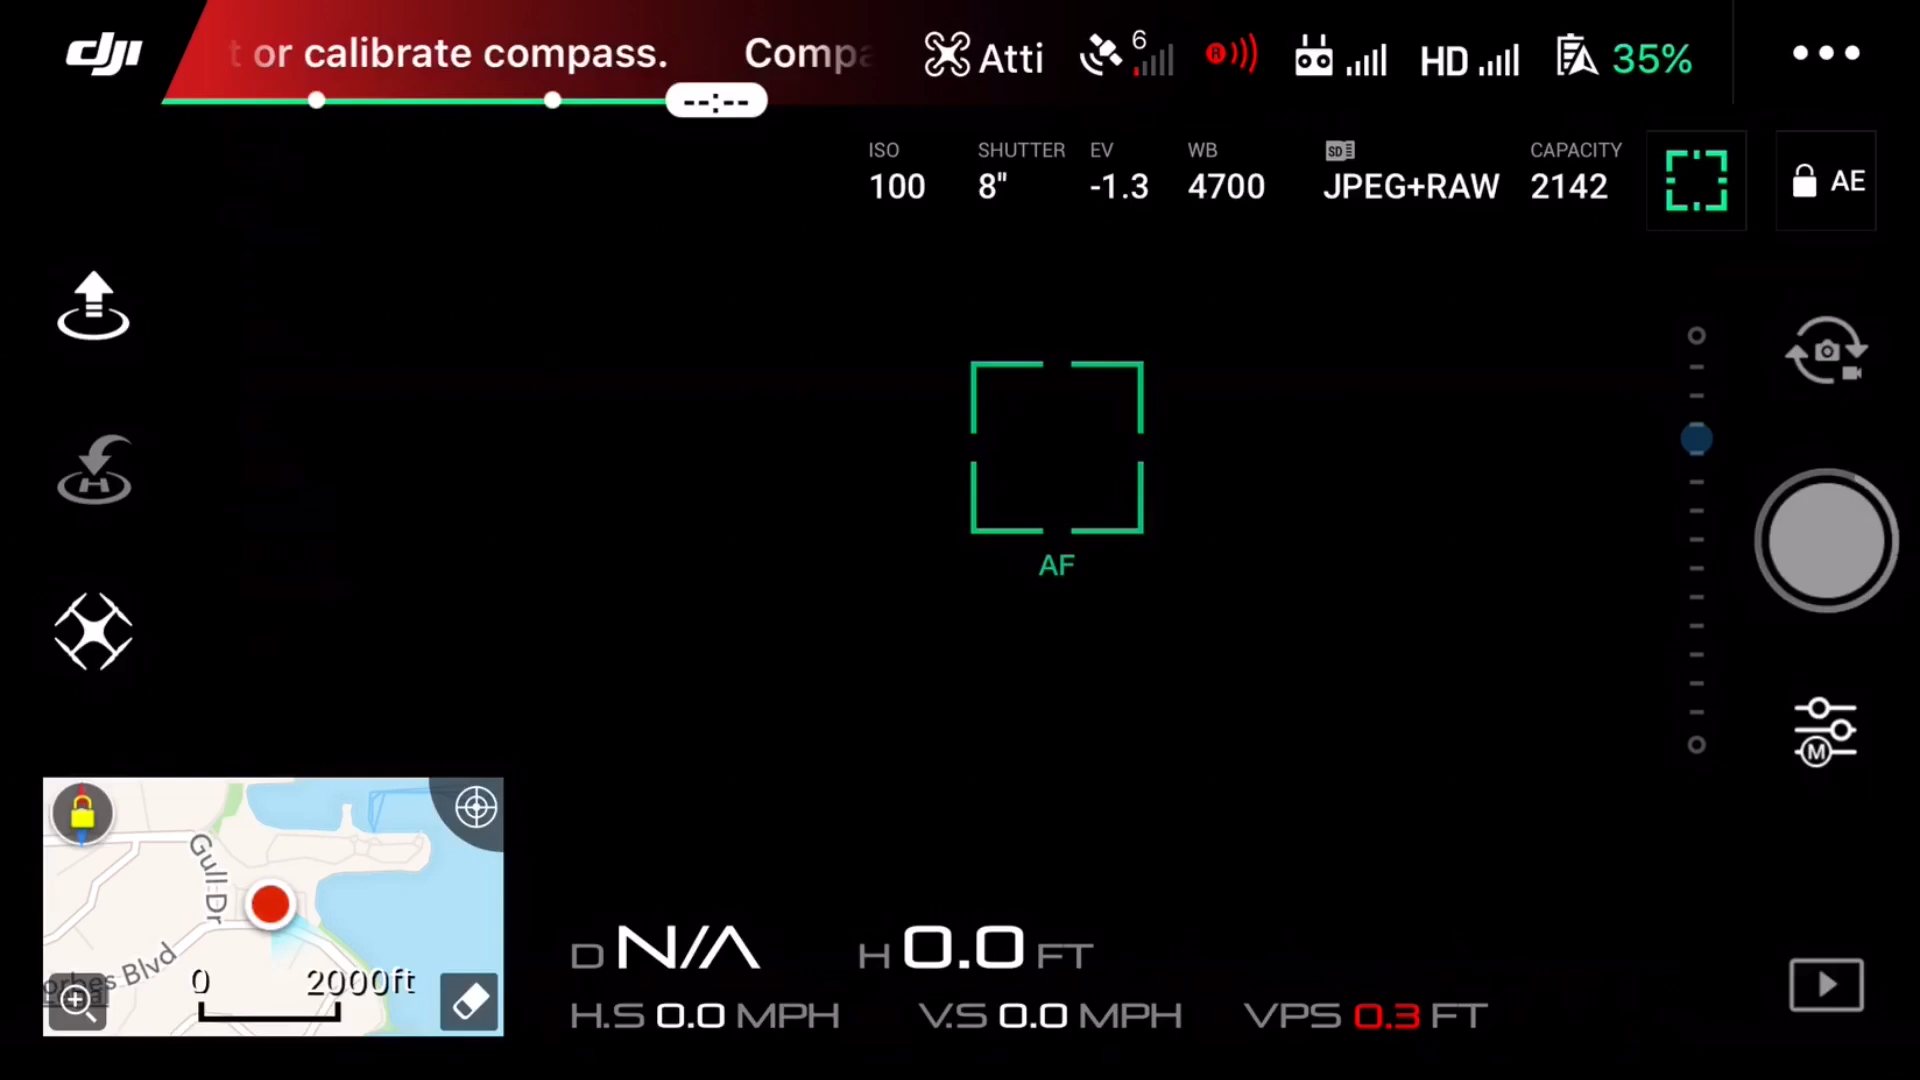 dji
or calibrate compass. Compa
Atti
6
R
HD
35%
--:--
ISO
100
SHUTTER
8"
EV
-1.3
WB
4700
SD
JPEG+RAW
CAPACITY
2142
AE
AF
H
M
Gull Dr
orbes Blvd
0 2000ft
D N/A H 0.0 FT
H.S 0.0 MPH V.S 0.0 MPH VPS 0.3 FT